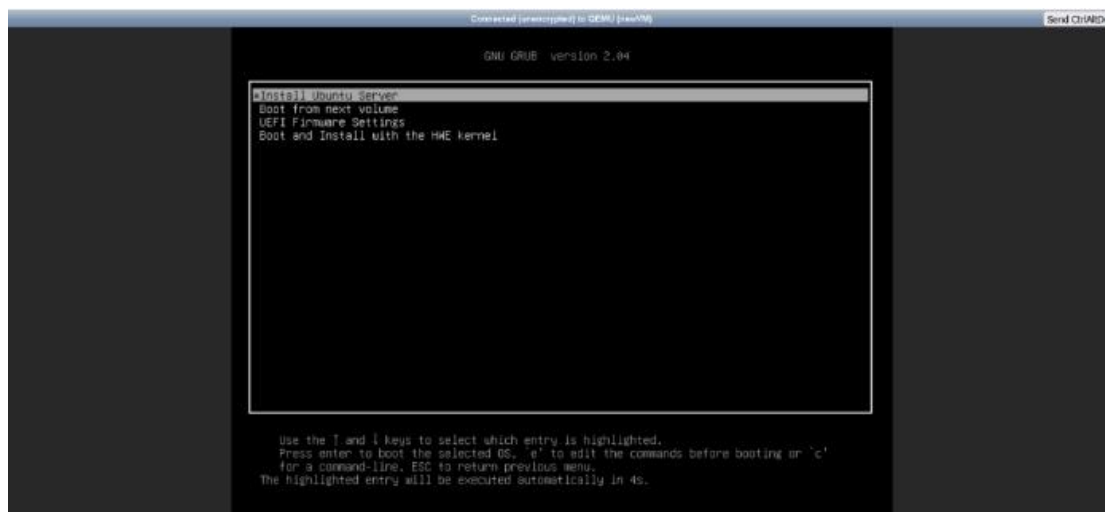 Connected (unencrypted) to QEMU (newVM)
Send CtrlAltD
GNU GRUB version 2.04
*Install Ubuntu Server
Boot from next volume
UEFI Firmware Settings
Boot and Install with the HWE kernel
Use the ↑ and ↓ keys to select which entry is highlighted.
Press enter to boot the selected OS, `e' to edit the commands before booting or `c'
for a command-line. ESC to return previous menu.
The highlighted entry will be executed automatically in 4s.